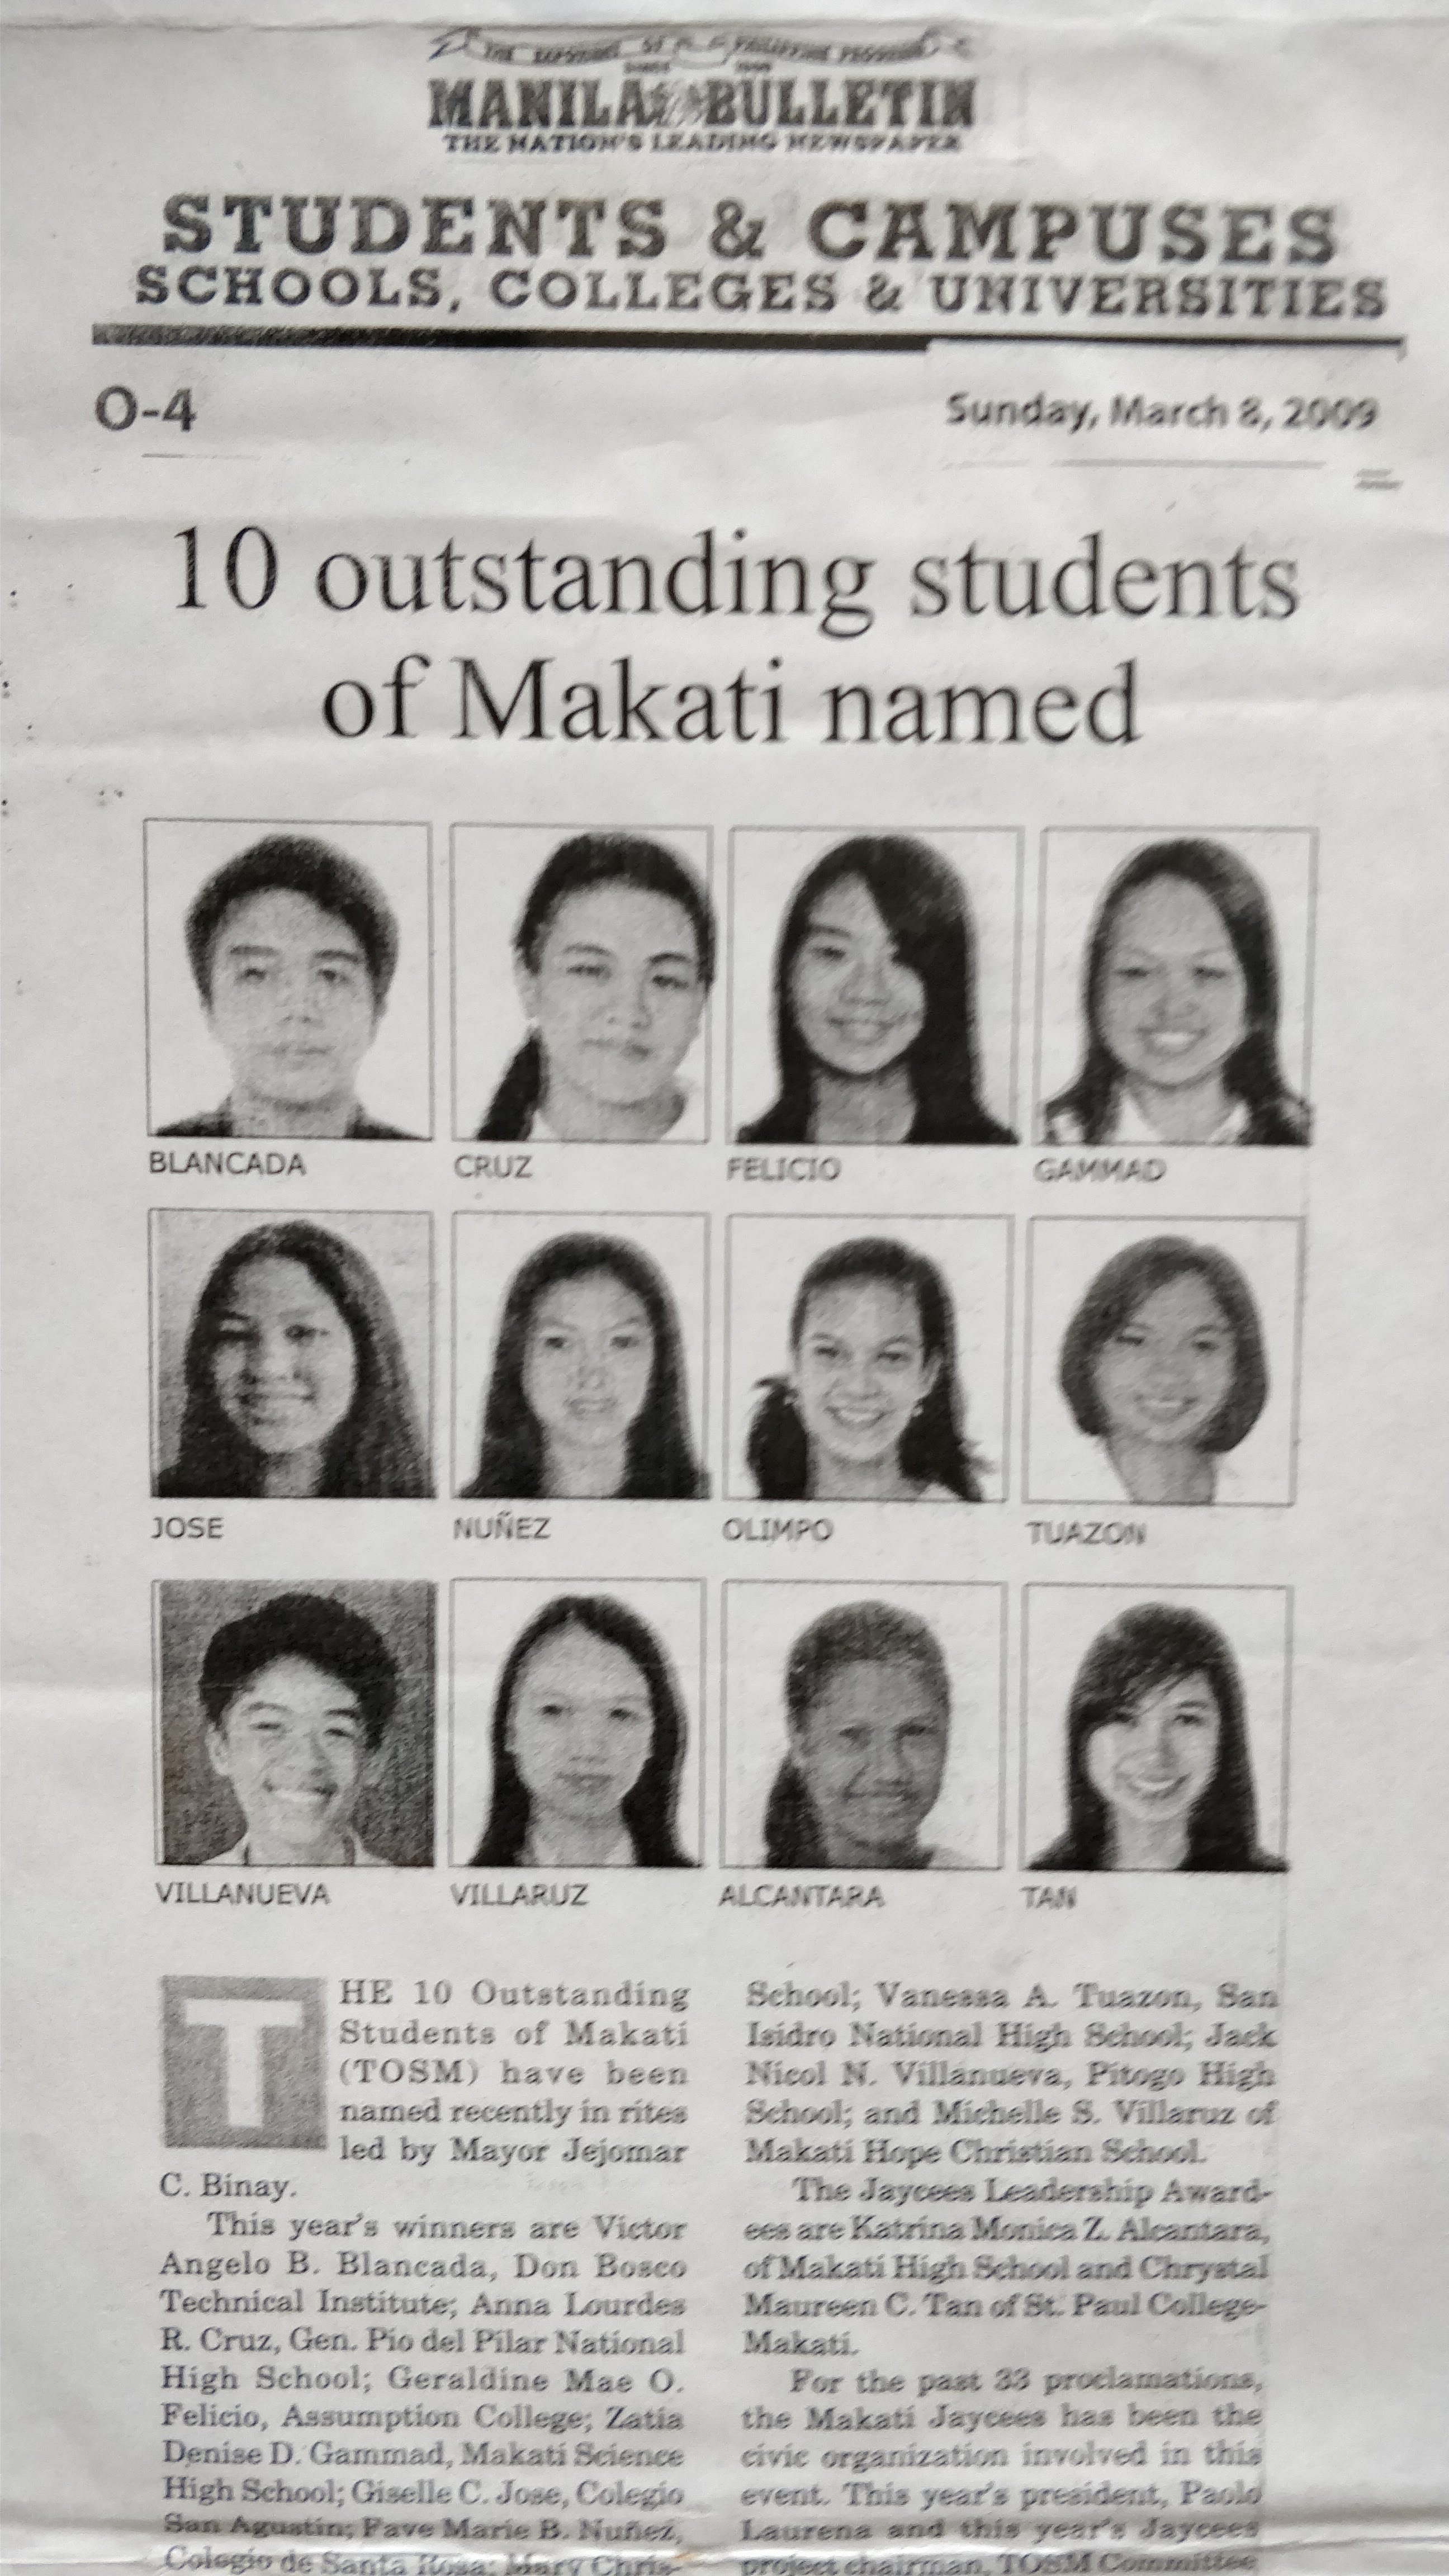 THE EXPONENT OF PHILIPPINE PROGRESS
SINCE 1900
MANILA BULLETIN
THE NATION'S LEADING NEWSPAPER
STUDENTS & CAMPUSES
SCHOOLS, COLLEGES & UNIVERSITIES
O-4
Sunday, March 8, 2009
10 outstanding students
of Makati named
BLANCADA CRUZ FELICIO GAMMAD
JOSE NUÑEZ OLIMPO TUAZON
VILLANUEVA VILLARUZ ALCANTARA TAN
THE 10 Outstanding
Students of Makati
(TOSM) have been
named recently in rites
led by Mayor Jejomar
C. Binay.
This year's winners are Victor
Angelo B. Blancada, Don Bosco
Technical Institute; Anna Lourdes
R. Cruz, Gen. Pio del Pilar National
High School; Geraldine Mae O.
Felicio, Assumption College; Zatia
Denise D. Gammad, Makati Science
High School; Giselle C. Jose, Colegio
San Agustin; Faye Marie B. Nuñez,
Colegio de Santa Rosa; Mary Chris-
School; Vanessa A. Tuazon, San
Isidro National High School; Jack
Nicol N. Villanueva, Pitogo High
School; and Michelle S. Villaruz of
Makati Hope Christian School.
The Jaycees Leadership Award-
ees are Katrina Monica Z. Alcantara,
of Makati High School and Chrystal
Maureen C. Tan of St. Paul College-
Makati.
For the past 33 proclamations,
the Makati Jaycees has been the
civic organization involved in this
event. This year's president, Paolo
Laurena and this year's Jaycees
project chairman, TOSM Committee